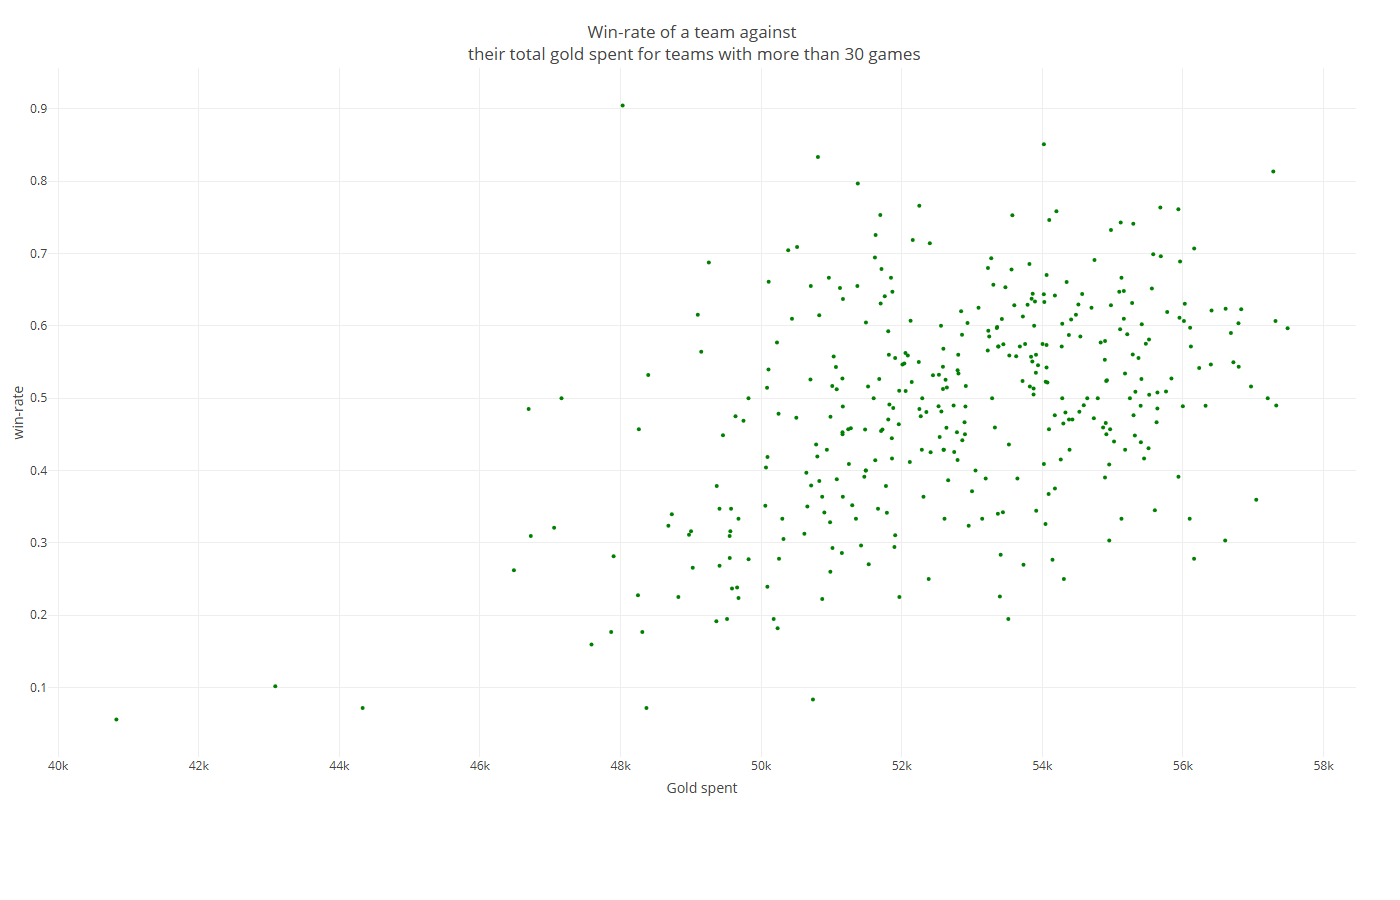 Win-rate of a team against
their total gold spent for teams with more than 30 games
0.9
0.8
0.7
0.6
0.5
0.4
0.3
0.2
0.1
win-rate
40k 42k 44k 46k 48k 50k 52k 54k 56k 58k
Gold spent